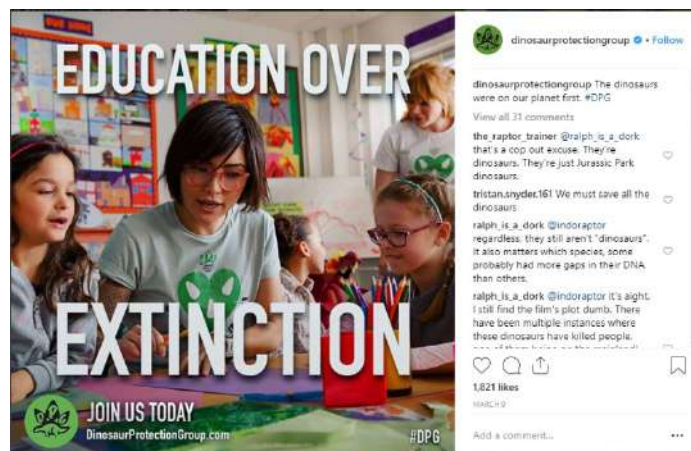 EDUCATION OVER
EXTINCTION
JOIN US TODAY
DinosaurProtectionGroup.com
#DPG
dinosaurprotectiongroup • Follow
dinosaurprotectiongroup The dinosaurs
were on our planet first. #DPG
View all 31 comments
the_raptor_trainer @ralph_is_a_dork
that's a cop out excuse. They're
dinosaurs. They're just Jurassic Park
dinosaurs.
tristan.snyder.161 We must save all the
dinosaurs
ralph_is_a_dork @indoraptor
regardless, they still aren't "dinosaurs".
It also matters which species, some
probably had more gaps in their DNA
than others.
ralph_is_a_dork @indoraptor it's aight.
I still find the film's plot dumb. There
have been multiple instances where
these dinosaurs have killed people,
1,821 likes
MARCH 9
Add a comment...